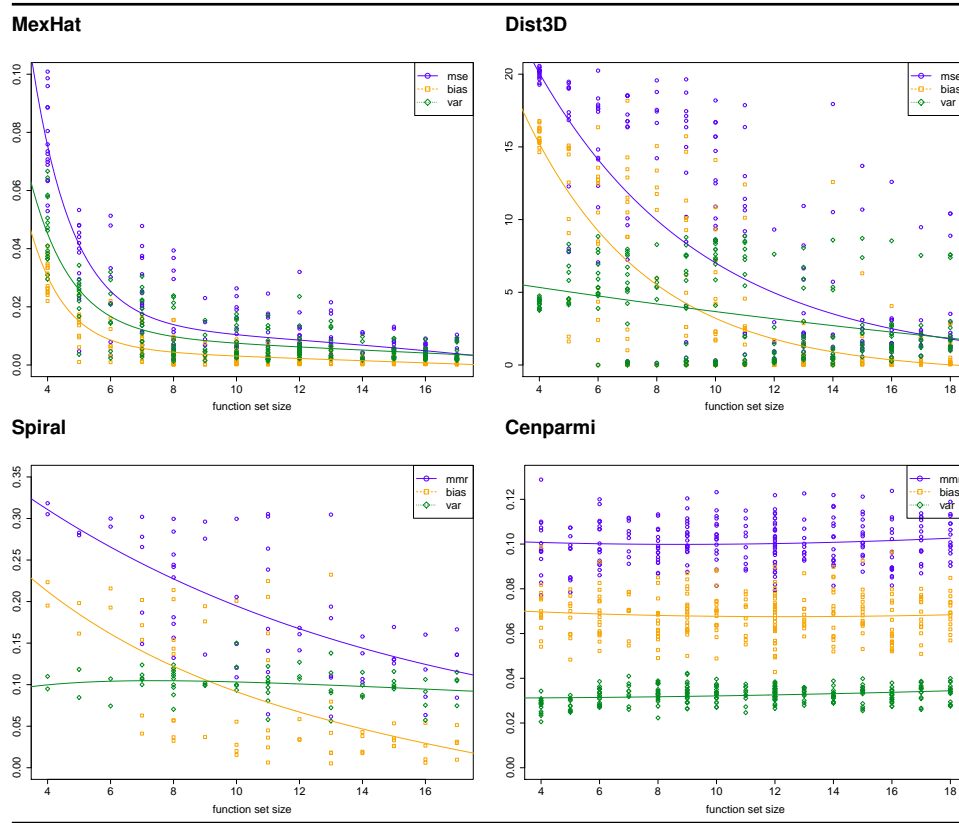 MexHat
0.00 0.02 0.04 0.06 0.08 0.10
4 6 8 10 12 14 16
function set size
mse
bias
var
Dist3D
0 5 10 15 20
4 6 8 10 12 14 16 18
function set size
mse
bias
var
Spiral
0.00 0.05 0.10 0.15 0.20 0.25 0.30 0.35
4 6 8 10 12 14 16
function set size
mmr
bias
var
Cenparmi
0.00 0.02 0.04 0.06 0.08 0.10 0.12
4 6 8 10 12 14 16 18
function set size
mmr
bias
var